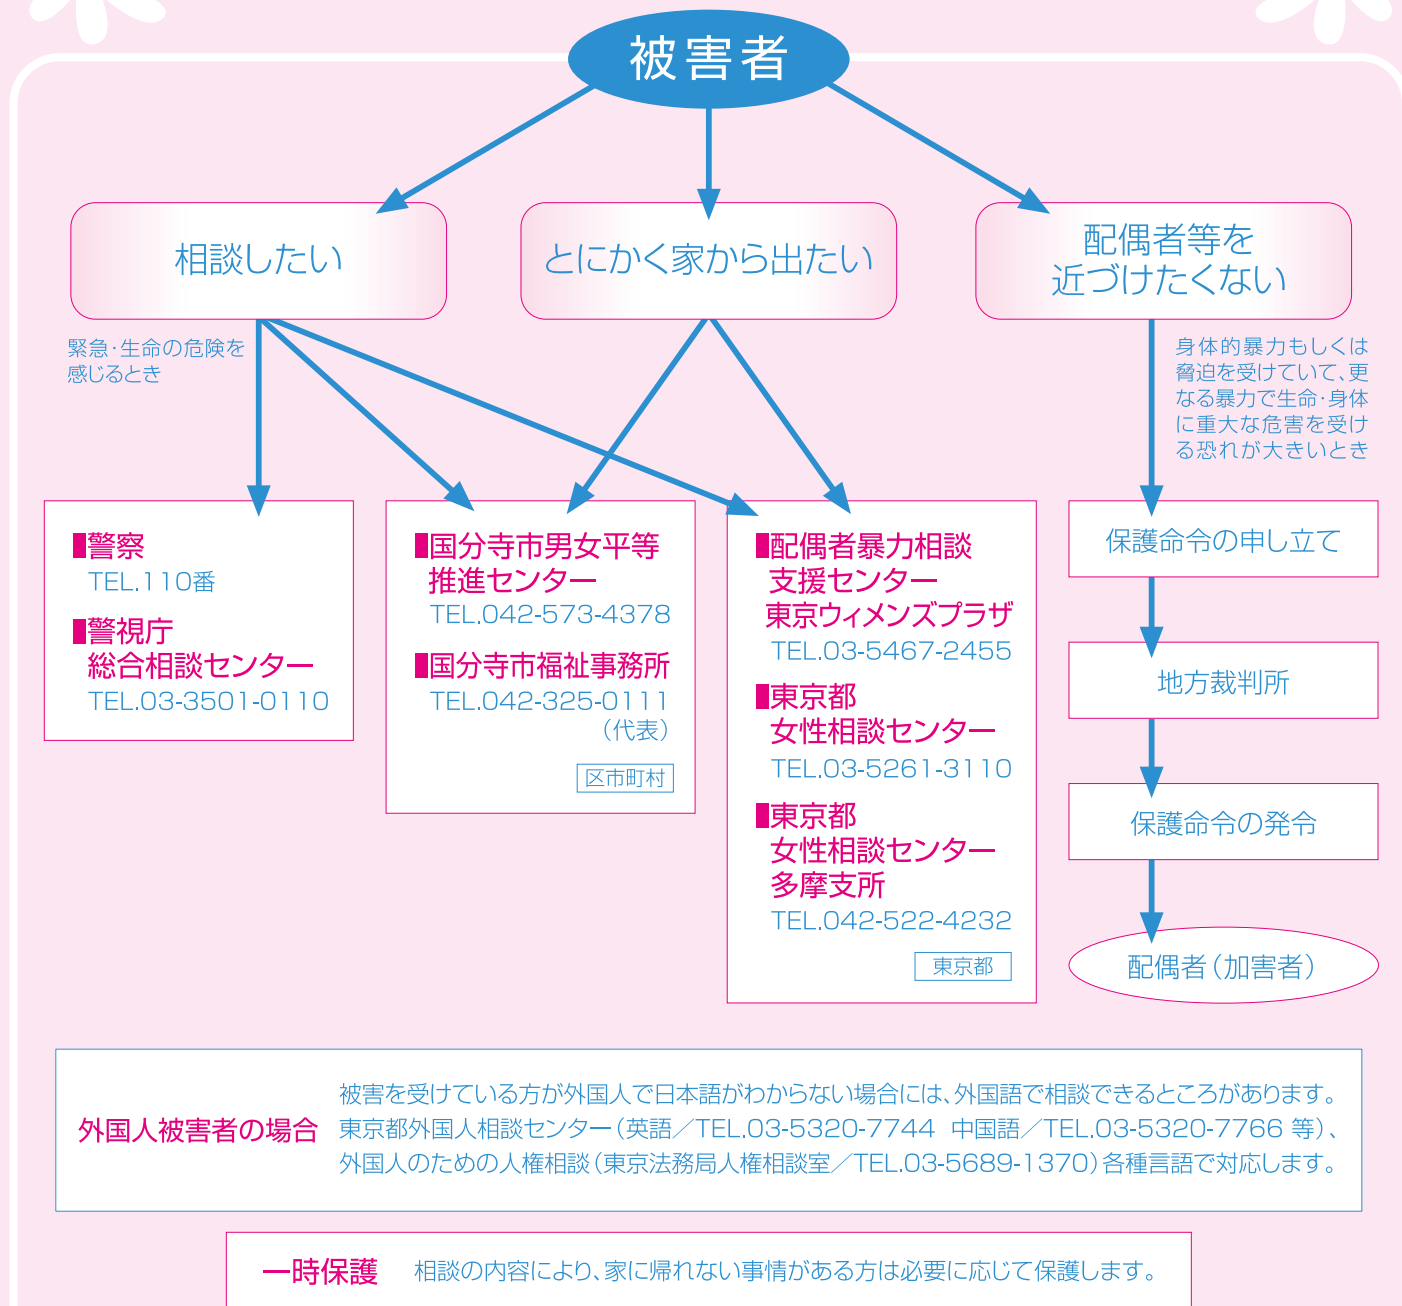 被害者
相談したい
とにかく家から出たい
配偶者等を
近づけたくない
緊急・生命の危険を
感じるとき
身体的暴力もしくは
脅迫を受けていて、更
なる暴力で生命・身体
に重大な危害を受け
る恐れが大きいとき
■警察
TEL.110番
■警視庁
総合相談センター
TEL.03-3501-0110
■国分寺市男女平等
推進センター
TEL.042-573-4378
■国分寺市福祉事務所
TEL.042-325-0111
（代表）
区市町村
■配偶者暴力相談
支援センター
東京ウィメンズプラザ
TEL.03-5467-2455
■東京都
女性相談センター
TEL.03-5261-3110
■東京都
女性相談センター
多摩支所
TEL.042-522-4232
東京都
保護命令の申し立て
地方裁判所
保護命令の発令
配偶者（加害者）
外国人被害者の場合
被害を受けている方が外国人で日本語がわからない場合には、外国語で相談できるところがあります。
東京都外国人相談センター（英語／TEL.03-5320-7744 中国語／TEL.03-5320-7766 等）、
外国人のための人権相談（東京法務局人権相談室／TEL.03-5689-1370）各種言語で対応します。
一時保護 相談の内容により、家に帰れない事情がある方は必要に応じて保護します。